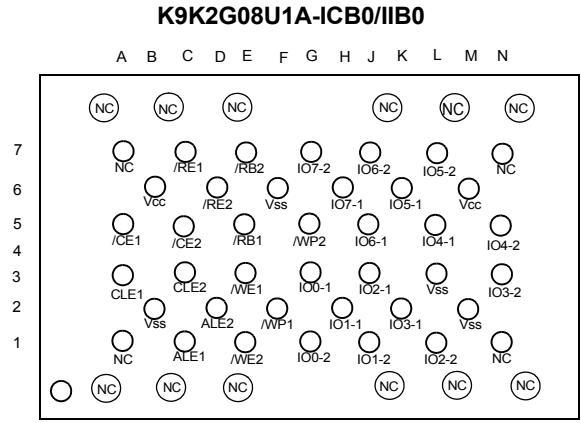 K9K2G08U1A-ICB0/IIB0
A B C D E F G H J K L M N
NC NC NC NC NC NC
7
NC /RE1 /RB2 IO7-2 IO6-2 IO5-2 NC
6
Vcc /RE2 Vss IO7-1 IO5-1 Vcc
5
/CE1 /CE2 /RB1 /WP2 IO6-1 IO4-1 IO4-2
4
3
CLE1 CLE2 /WE1 IO0-1 IO2-1 Vss IO3-2
2
Vss ALE2 /WP1 IO1-1 IO3-1 Vss
1
NC ALE1 /WE2 IO0-2 IO1-2 IO2-2 NC
NC NC NC NC NC NC